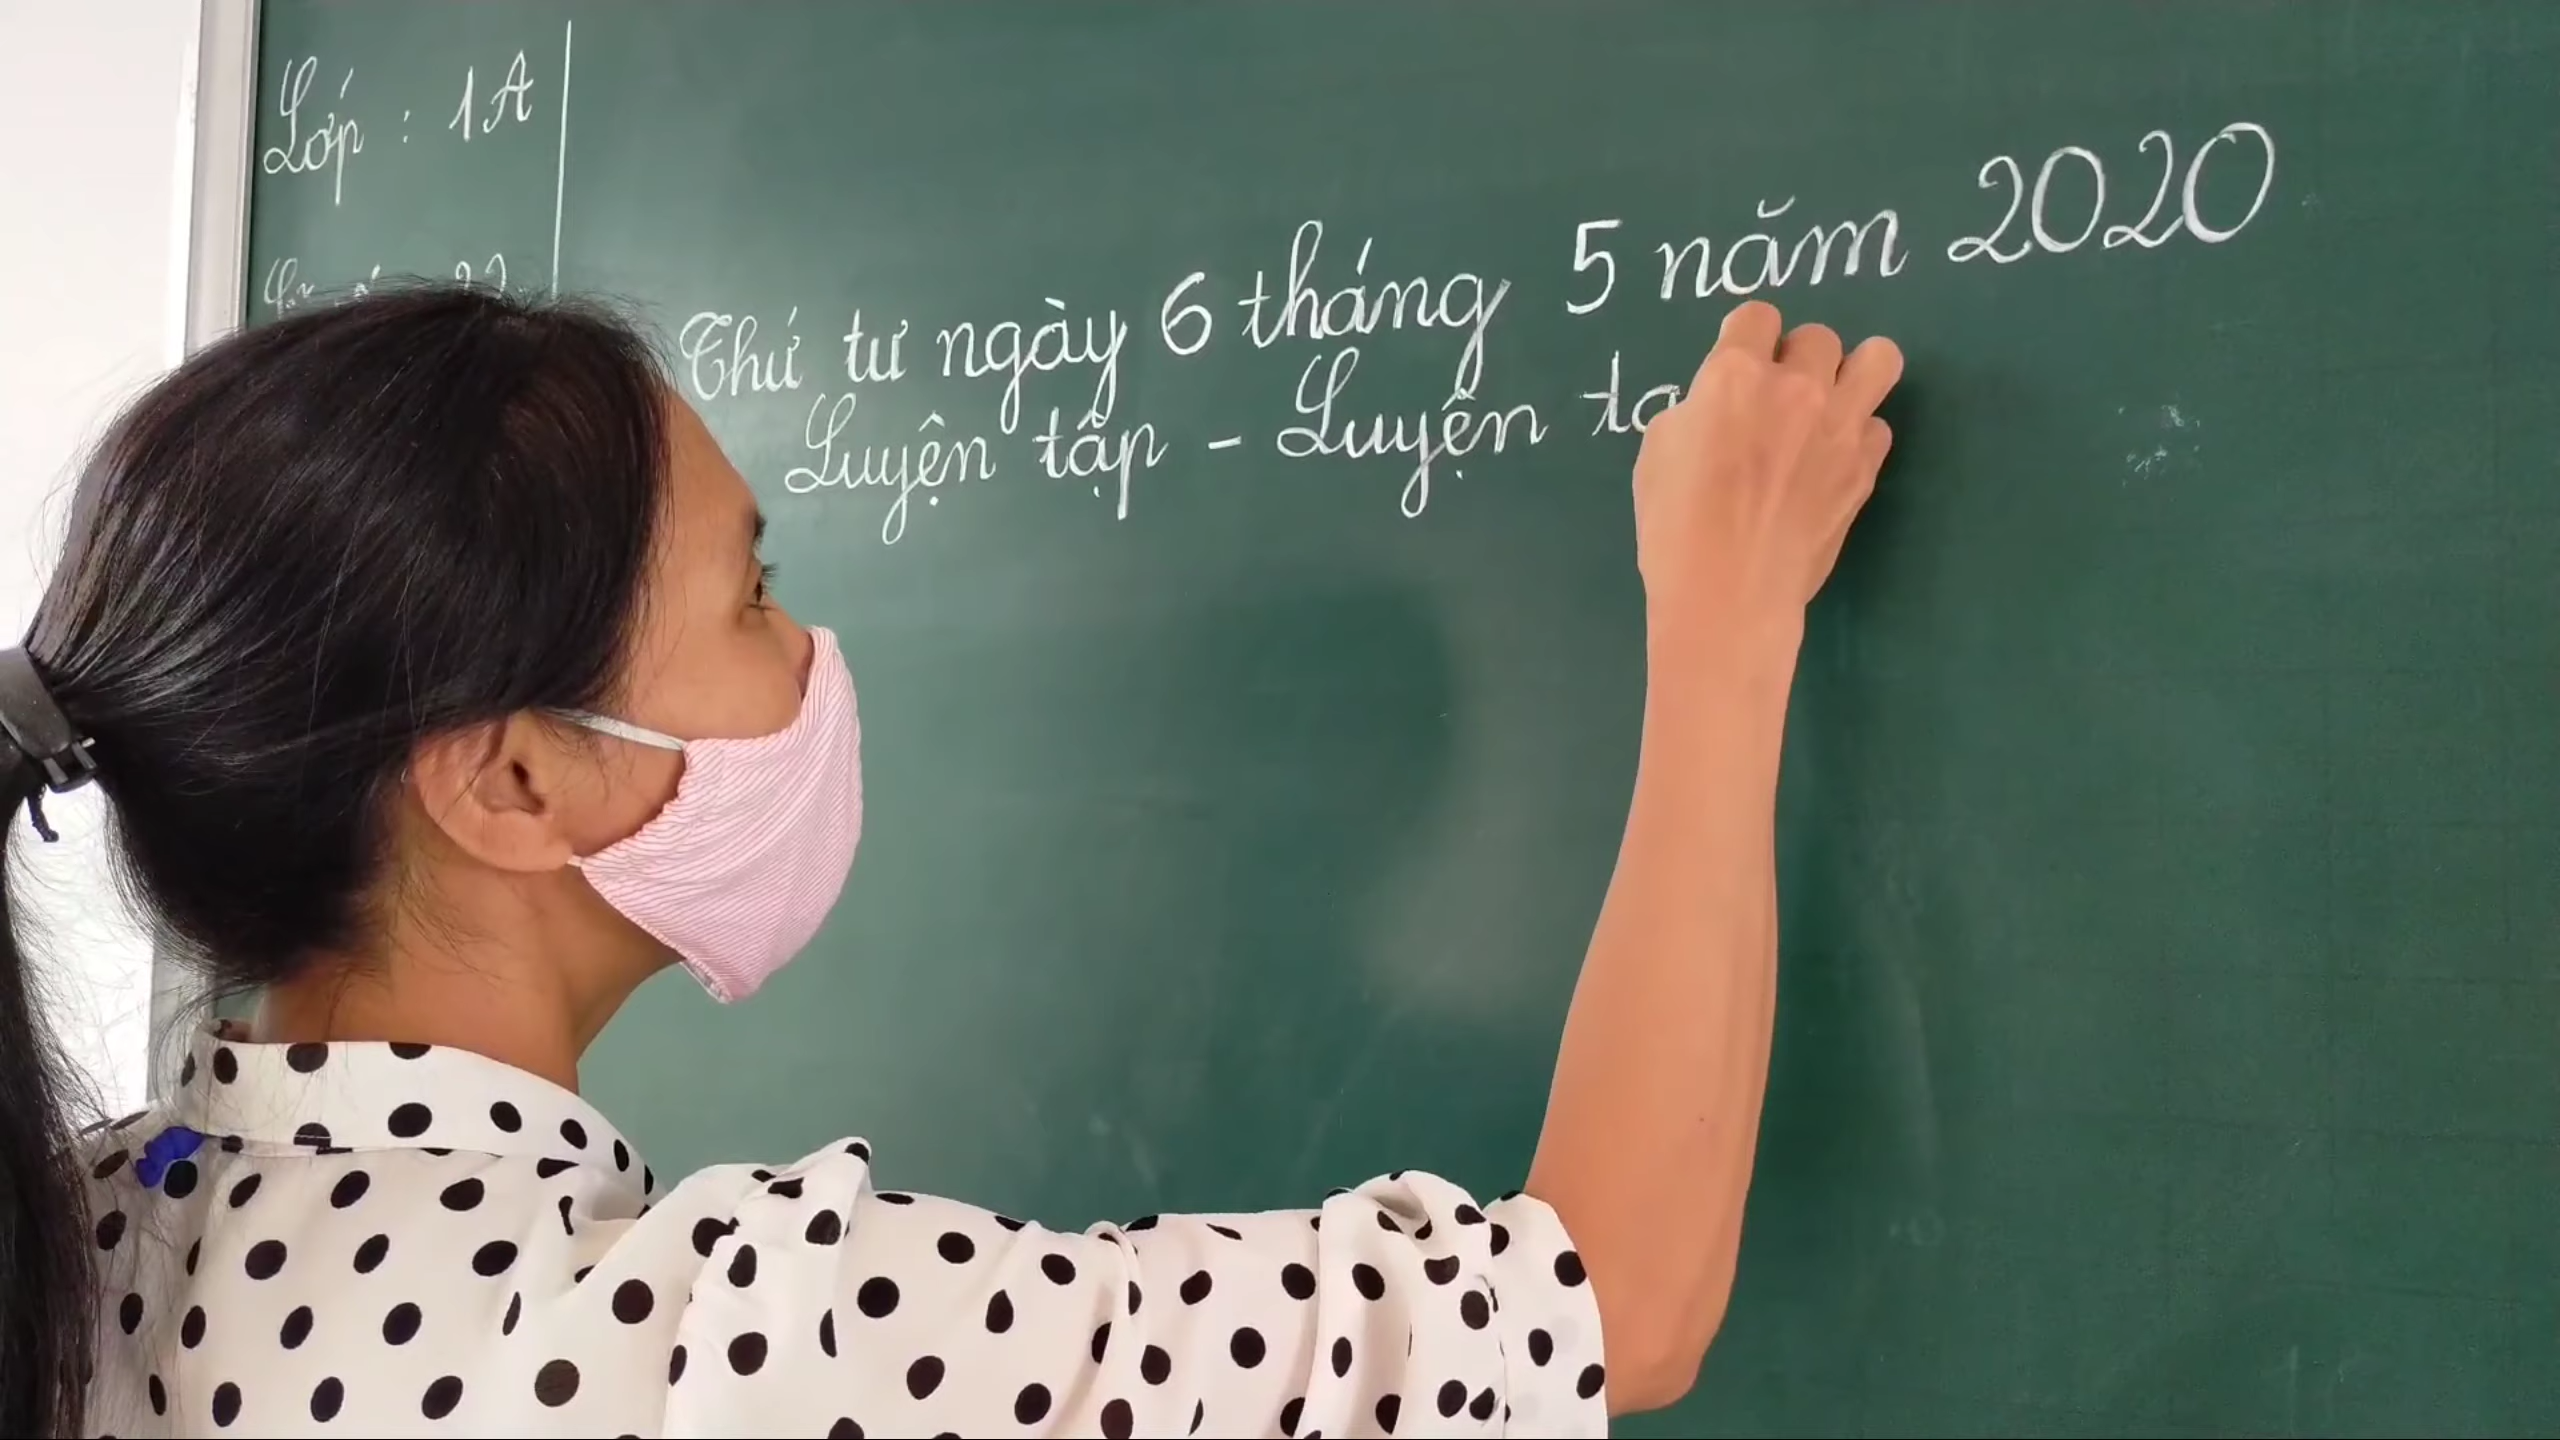 Lớp : 1A
Thứ tư ngày 6 tháng 5 năm 2020
Luyện tập - Luyện